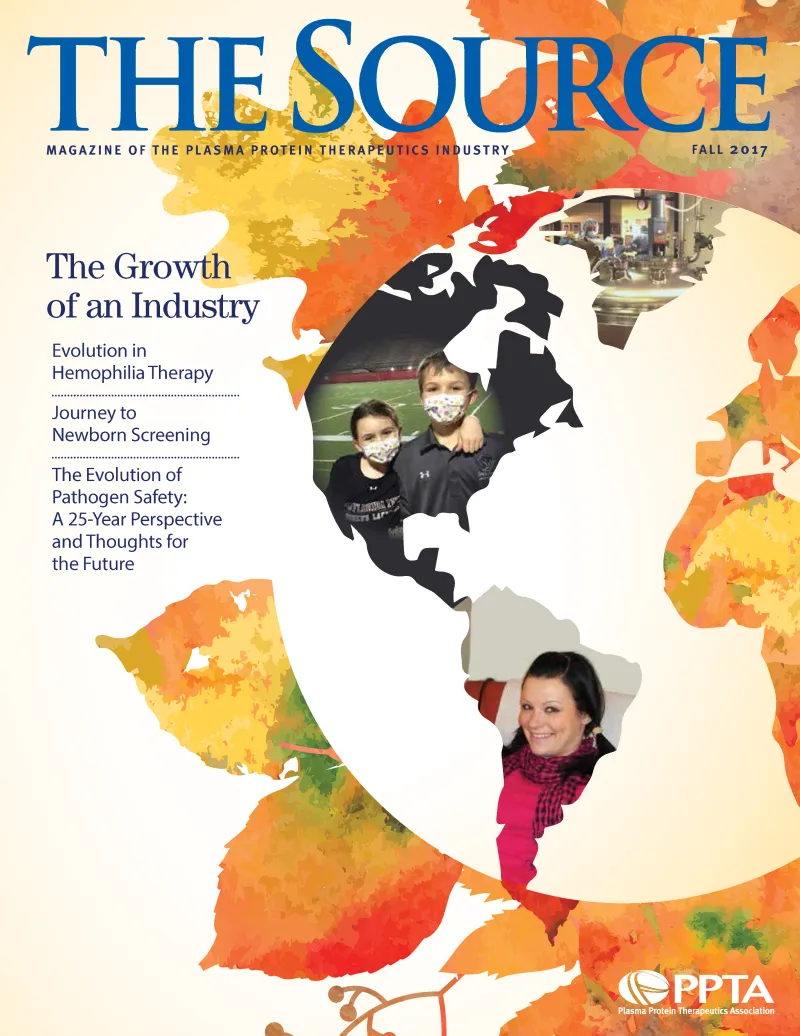 THE SOURCE
MAGAZINE OF THE PLASMA PROTEIN THERAPEUTICS INDUSTRY
FALL 2017
The Growth
of an Industry
Evolution in
Hemophilia Therapy
Journey to
Newborn Screening
The Evolution of
Pathogen Safety:
A 25-Year Perspective
and Thoughts for
the Future
PPTA
Plasma Protein Therapeutics Association